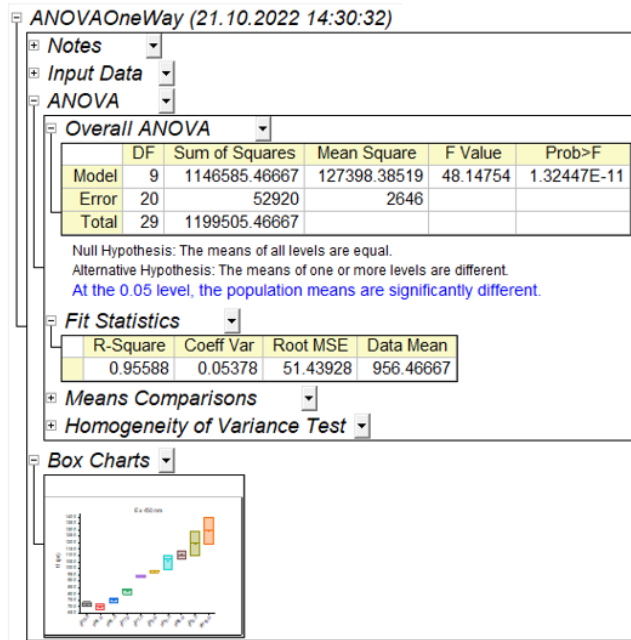 ANOVAOneWay (21.10.2022 14:30:32)
Notes
Input Data
ANOVA
Overall ANOVA
DF Sum of Squares Mean Square F Value Prob>F
Model 9 1146585.46667 127398.38519 48.14754 1.32447E-11
Error 20 52920 2646
Total 29 1199505.46667
Null Hypothesis: The means of all levels are equal.
Alternative Hypothesis: The means of one or more levels are different.
At the 0.05 level, the population means are significantly different.
Fit Statistics
R-Square Coeff Var Root MSE Data Mean
0.95588 0.05378 51.43928 956.46667
Means Comparisons
Homogeneity of Variance Test
Box Charts